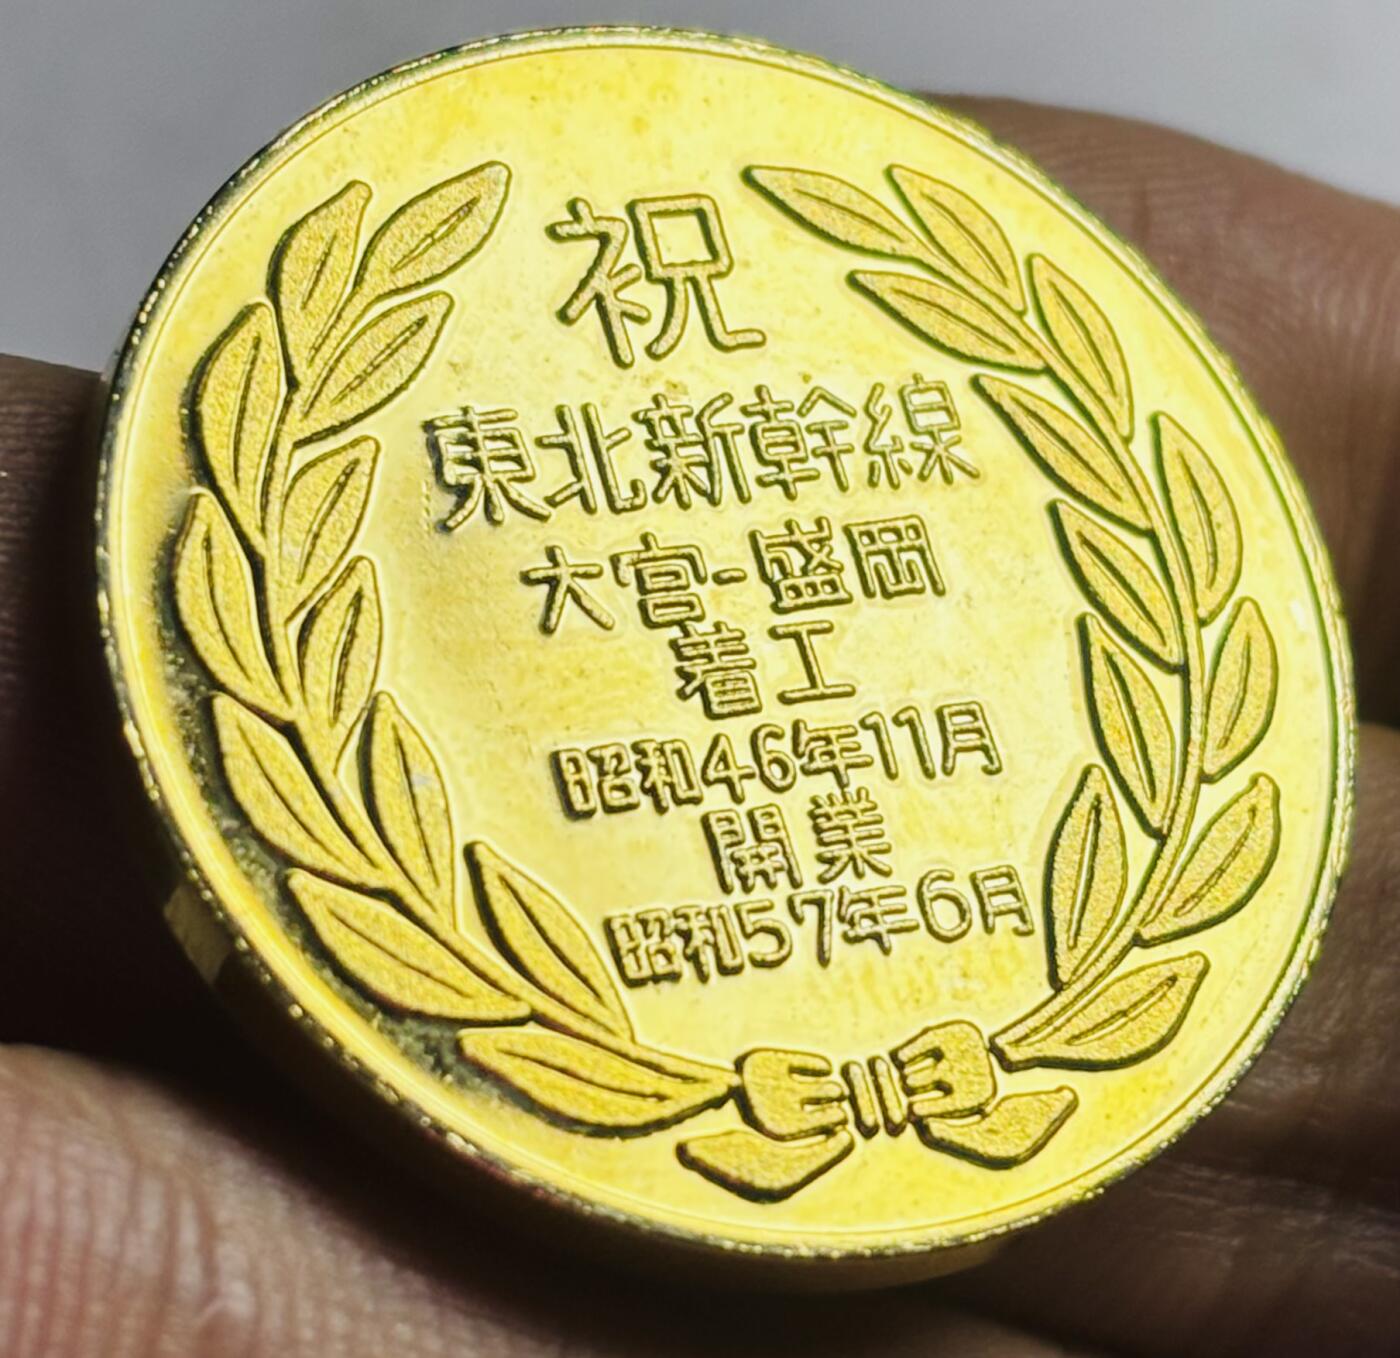 祝
東北新幹線
大宮-盛岡
着工
昭和46年11月
開業
昭和57年6月